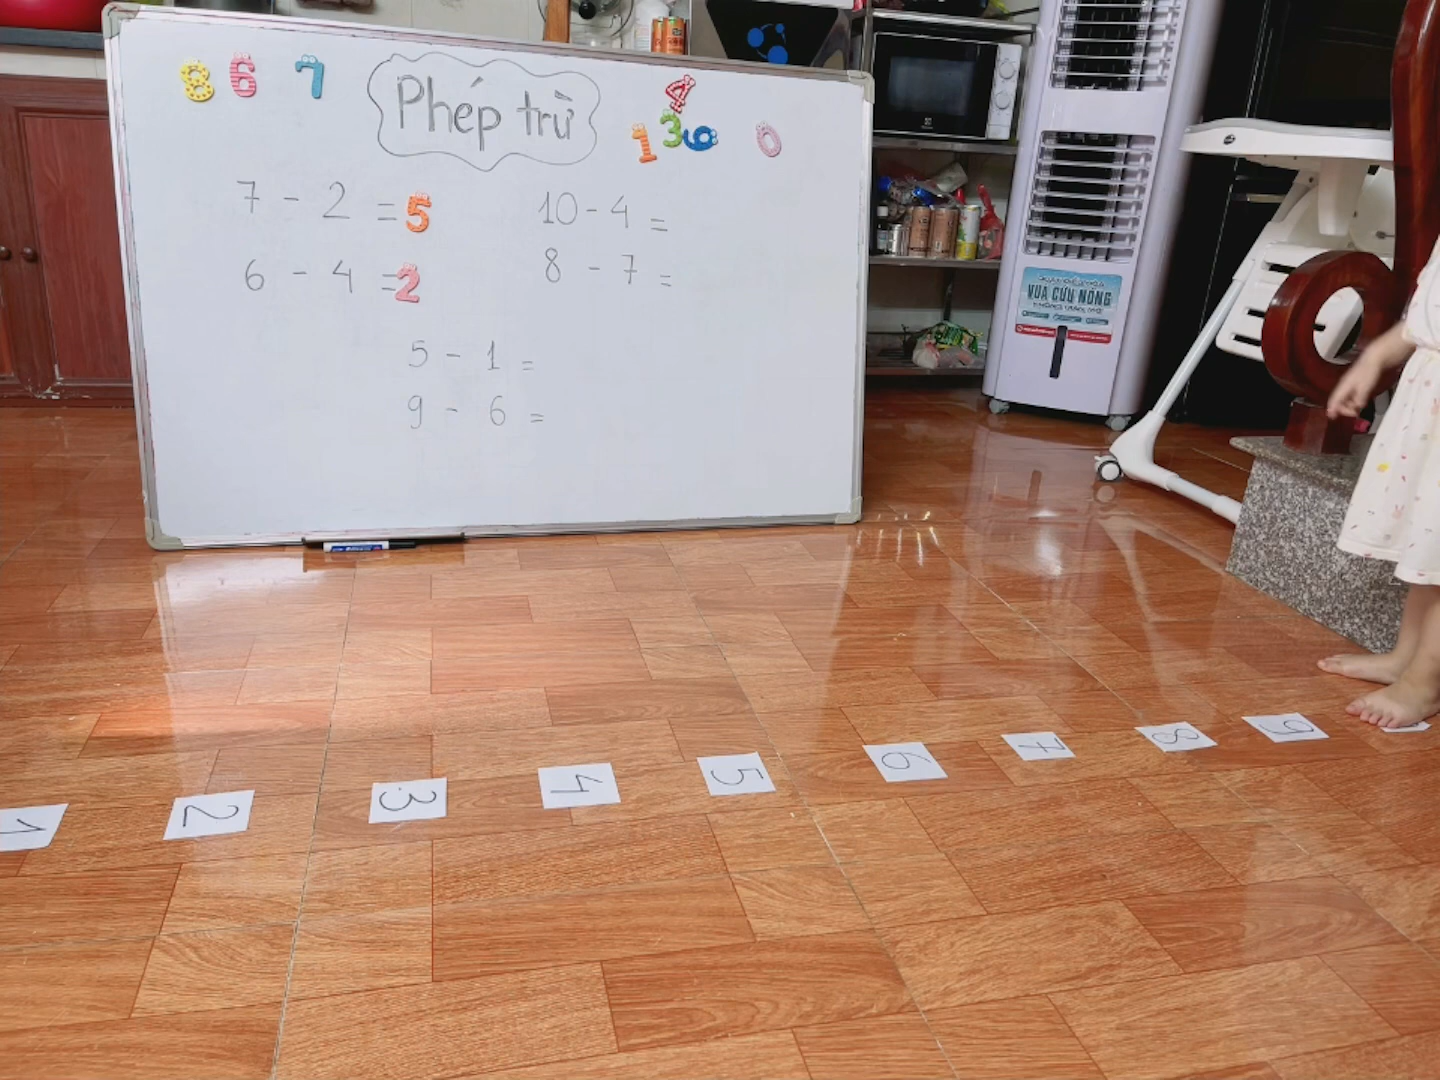 8 6 7
Phép trừ
4
1 3 6 0
7 - 2 = 5
6 - 4 = 2
10 - 4 =
8 - 7 =
5 - 1 =
9 - 6 =
VUA CỨU NÓNG
1 2 3 4 5 6 7 8 9